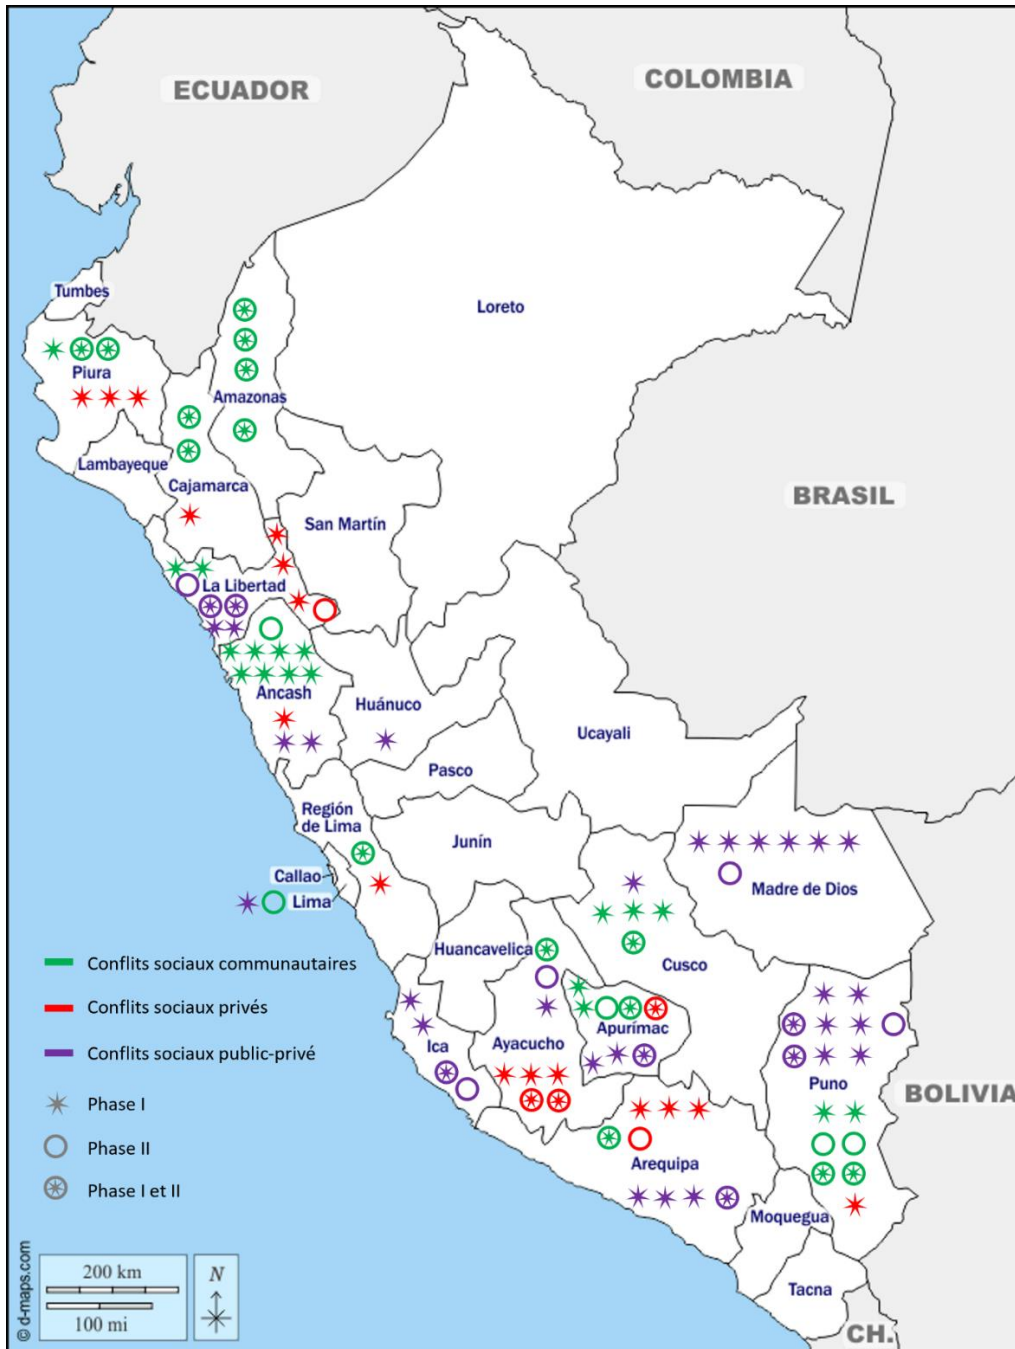 ECUADOR
COLOMBIA
Tumbes
Loreto
Piura
Amazonas
Lambayeque
Cajamarca
BRASIL
San Martín
La Libertad
Ancash
Huánuco
Ucayali
Pasco
Región
de Lima
Junín
Callao
Lima
Madre de Dios
Huancavelica
Cusco
Conflits sociaux communautaires
Conflits sociaux privés
Conflits sociaux public-privé
Ica
Ayacucho
Apurímac
Puno
BOLIVIA
Phase I
Phase II
Phase I et II
Arequipa
Moquegua
Tacna
CH.
© d-maps.com
200 km
100 mi
N